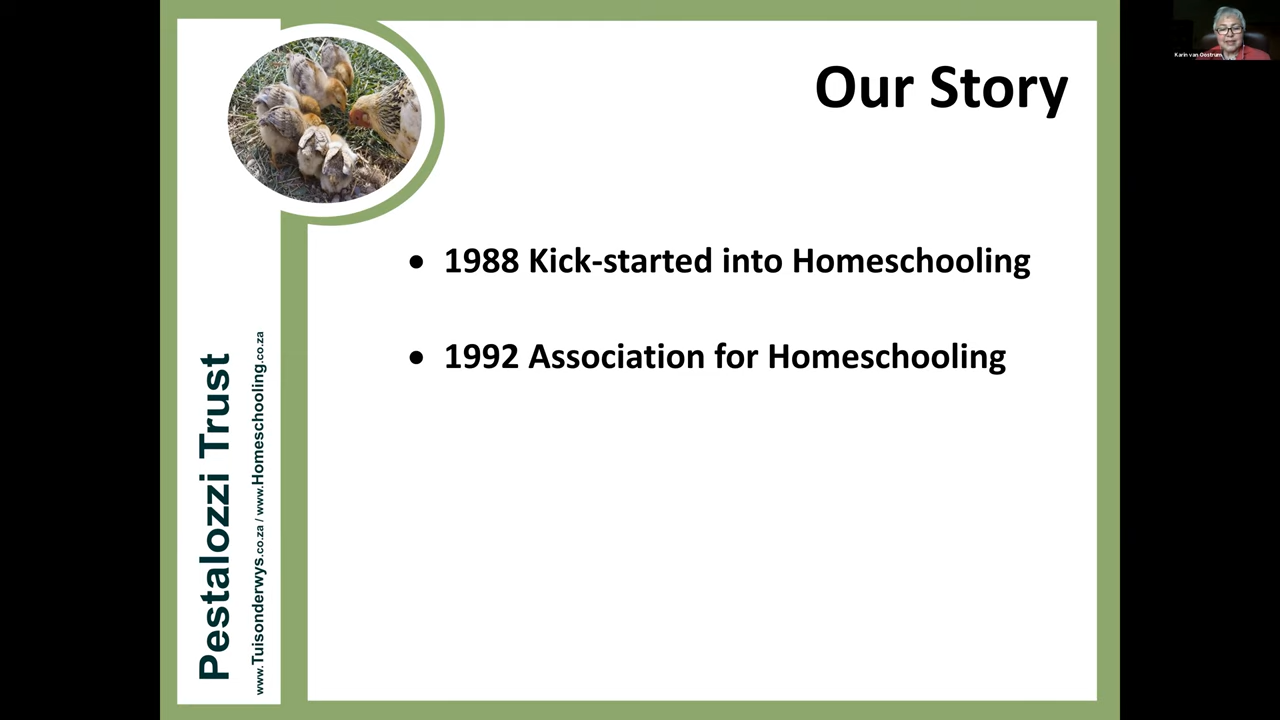 Our Story
• 1988 Kick-started into Homeschooling
• 1992 Association for Homeschooling
Pestalozzi Trust
www.Tuisonderwys.co.za / www.Homeschooling.co.za
Karin van Oostrum